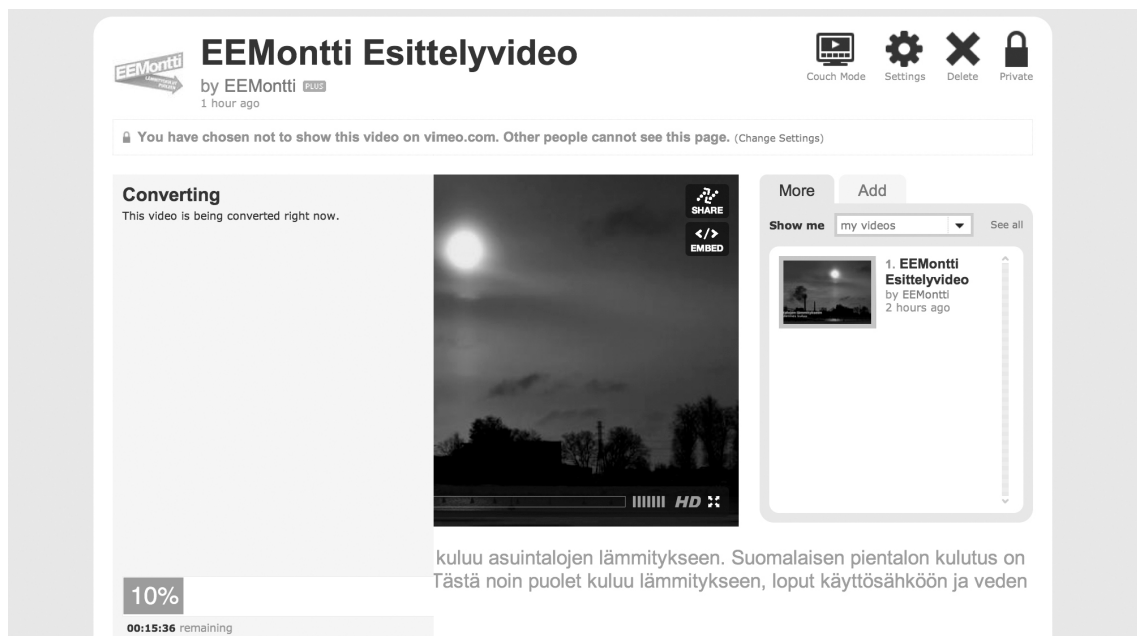 EEMontti
EEMontti Esittelyvideo
by EEMontti PLUS
1 hour ago
Couch Mode
Settings
Delete
Private
You have chosen not to show this video on vimeo.com. Other people cannot see this page. (Change Settings)
Converting
This video is being converted right now.
SHARE
</>
EMBED
HD
More
Add
Show me
my videos
See all
1. EEMontti
Esittelyvideo
by EEMontti
2 hours ago
kuluu asuintalojen lämmitykseen. Suomalaisen pientalon kulutus on
Tästä noin puolet kuluu lämmitykseen, loput käyttösähköön ja veden
10%
00:15:36 remaining